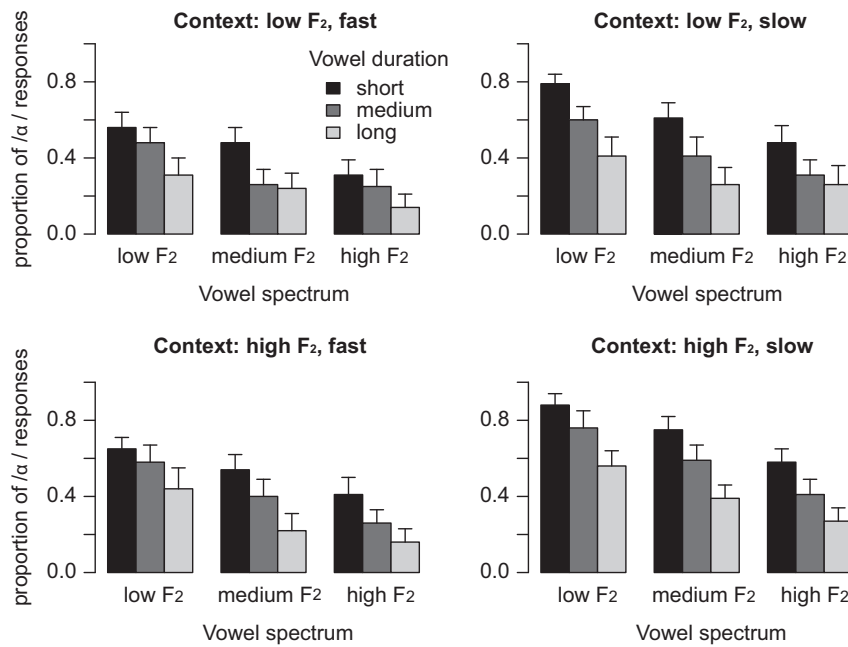 Context: low F₂, fast
proportion of /ɑ/ responses
0.8
0.4
0.0
Vowel duration
short
medium
long
low F₂ medium F₂ high F₂
Vowel spectrum
Context: low F₂, slow
0.8
0.4
0.0
low F₂ medium F₂ high F₂
Vowel spectrum
Context: high F₂, fast
proportion of /ɑ/ responses
0.8
0.4
0.0
low F₂ medium F₂ high F₂
Vowel spectrum
Context: high F₂, slow
0.8
0.4
0.0
low F₂ medium F₂ high F₂
Vowel spectrum